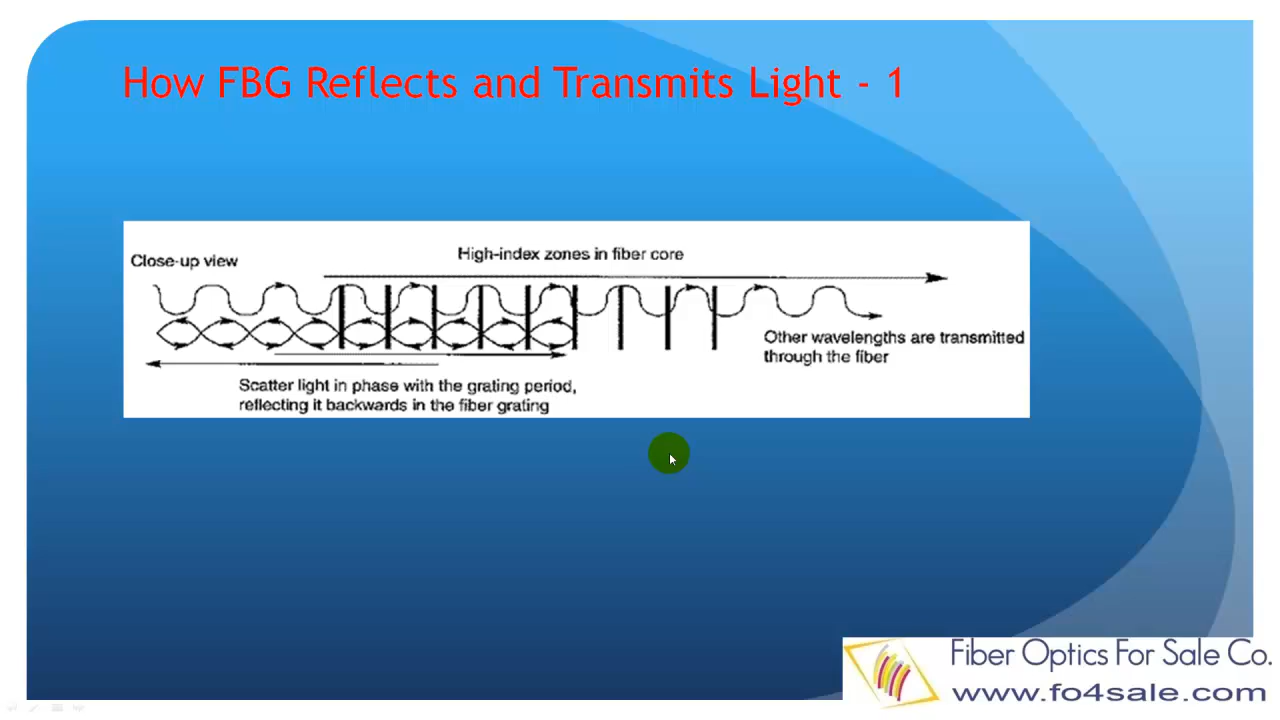 How FBG Reflects and Transmits Light - 1
High-index zones in fiber core
Close-up view
Other wavelengths are transmitted
through the fiber
Scatter light in phase with the grating period,
reflecting it backwards in the fiber grating
Fiber Optics For Sale Co.
www.fo4sale.com